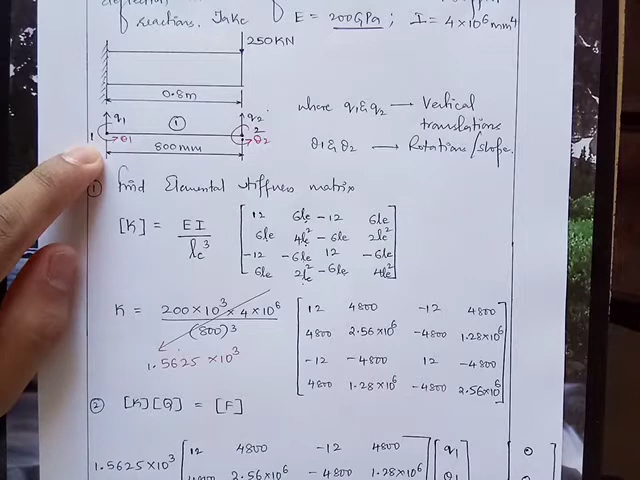 of reactions. Take E = 200GPa ; I = 4×10⁶mm⁴
250KN
0.8m
q1 ① q2
1 θ1 2 θ2
800mm
where q1 & q2 → Vertical
translations
θ1 & θ2 → Rotations/slope.
① find Elemental stiffness matrix
[K] = EI / le³ [ 12 6le -12 6le
6le 4le² -6le 2le²
-12 -6le 12 -6le
6le 2le² -6le 4le² ]
K = 200×10³ × 4×10⁶ / (800)³ [ 12 4800 -12 4800
4800 2.56×10⁶ -4800 1.28×10⁶
-12 -4800 12 -4800
4800 1.28×10⁶ -4800 2.56×10⁶ ]
1.5625 ×10³
② [K][Q] = [F]
1.5625×10³ [ 12 4800 -12 4800 [ q1 [ 0
2.56×10⁶ -4800 1.28×10⁶ θ1